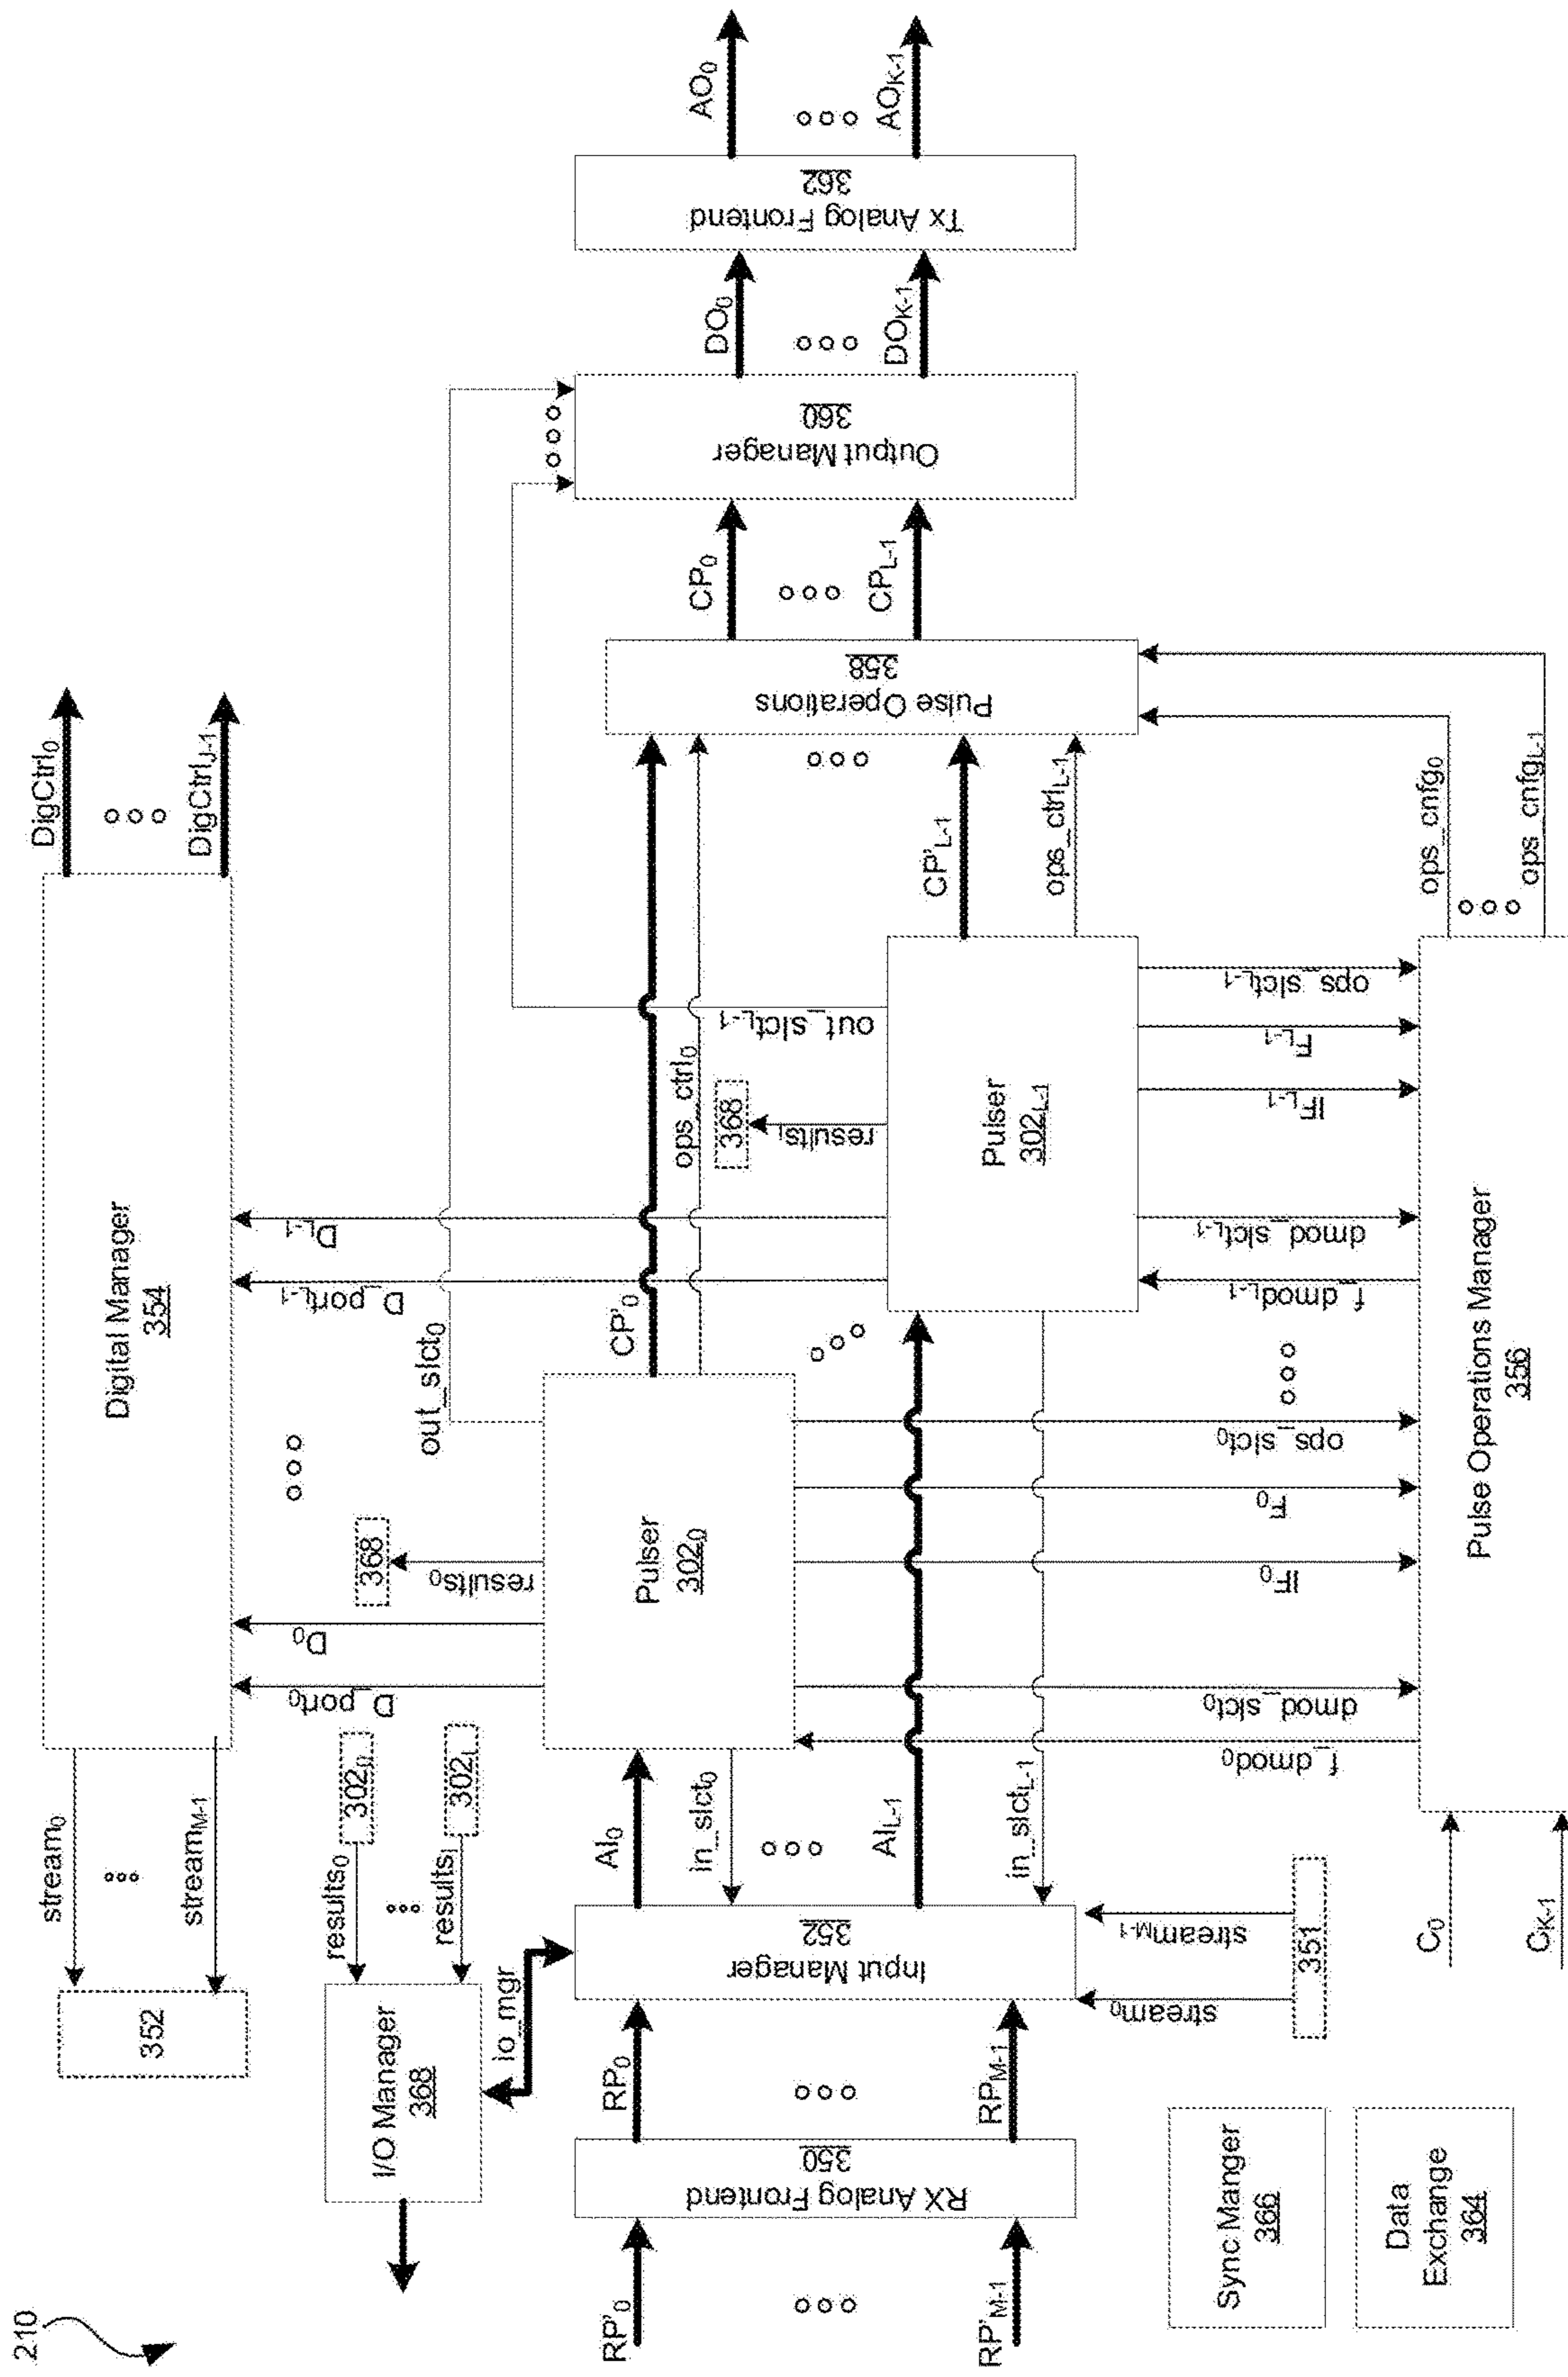 210
DigCtrl0
DigCtrlJ-1
Digital Manager
354
stream0
streamM-1
352
I/O Manager
368
results0
resultsl
3020
302L
io_mgr
D_port0
D0
results0
368
out_slct0
D_portL-1
DL-1
resultsl
368
out_slctL-1
RP'0
RP'M-1
RX Analog Frontend
350
RP0
RPM-1
Input Manager
352
AI0
in_slct0
AIL-1
in_slctL-1
stream0
streamM-1
351
Pulser
3020
CP'0
ops_ctrl0
Pulser
302L-1
CP'L-1
ops_ctrlL-1
Pulse Operations
358
CP0
CPL-1
Output Manager
360
DO0
DOK-1
Tx Analog Frontend
362
AO0
AOK-1
f_dmod0
dmod_slct0
IF0
F0
ops_slct0
f_dmodL-1
dmod_slctL-1
IFL-1
FL-1
ops_slctL-1
Pulse Operations Manager
356
C0
CK-1
ops_cnfg0
ops_cnfgL-1
Sync Manger
366
Data
Exchange
364